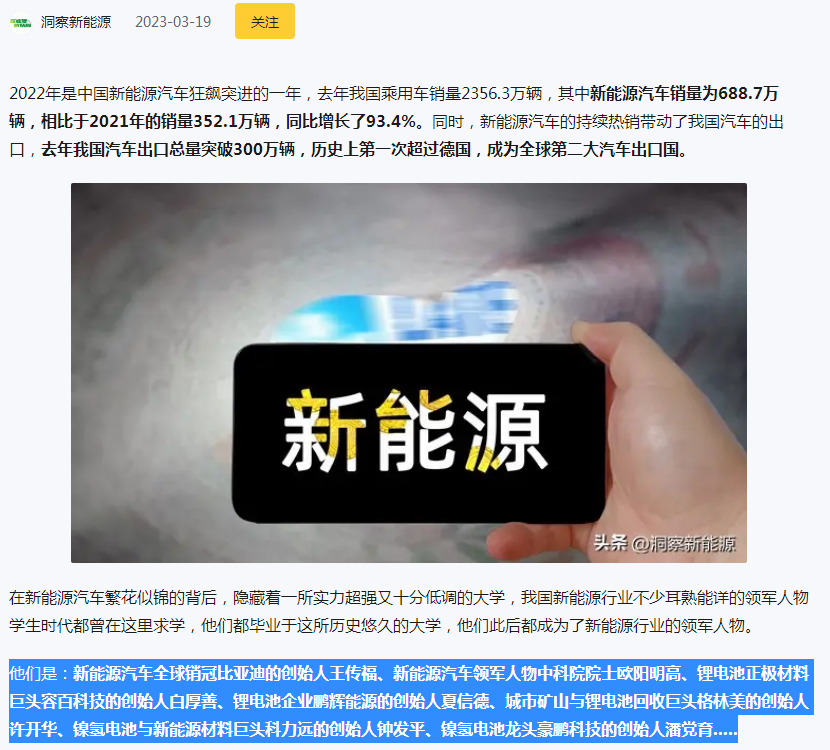 洞察新能源 2023-03-19 关注
2022年是中国新能源汽车狂飙突进的一年，去年我国乘用车销量2356.3万辆，其中新能源汽车销量为688.7万
辆，相比于2021年的销量352.1万辆，同比增长了93.4%。同时，新能源汽车的持续热销带动了我国汽车的出
口，去年我国汽车出口总量突破300万辆，历史上第一次超过德国，成为全球第二大汽车出口国。
新能源
头条 @洞察新能源
在新能源汽车繁花似锦的背后，隐藏着一所实力超强又十分低调的大学，我国新能源行业不少耳熟能详的领军人物
学生时代都曾在这里求学，他们都毕业于这所历史悠久的大学，他们此后都成为了新能源行业的领军人物。
他们是：新能源汽车全球销冠比亚迪的创始人王传福、新能源汽车领军人物中科院院士欧阳明高、锂电池正极材料
巨头容百科技的创始人白厚善、锂电池企业鹏辉能源的创始人夏信德、城市矿山与锂电池回收巨头格林美的创始人
许开华、镍氢电池与新能源材料巨头科力远的创始人钟发平、镍氢电池龙头豪鹏科技的创始人潘党育.....